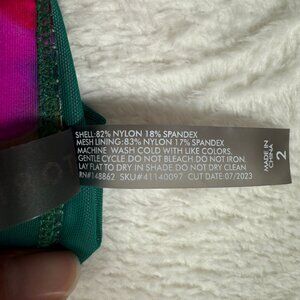 SHELL: 82% NYLON 18% SPANDEX
MESH LINING: 83% NYLON 17% SPANDEX
MACHINE WASH COLD WITH LIKE COLORS.
GENTLE CYCLE DO NOT BLEACH DO NOT IRON,
LAY FLAT TO DRY IN SHADE DO NOT DRY CLEAN
RN#148862 SKU#41140097 CUT DATE:07/2023
MADE IN
CHINA
2